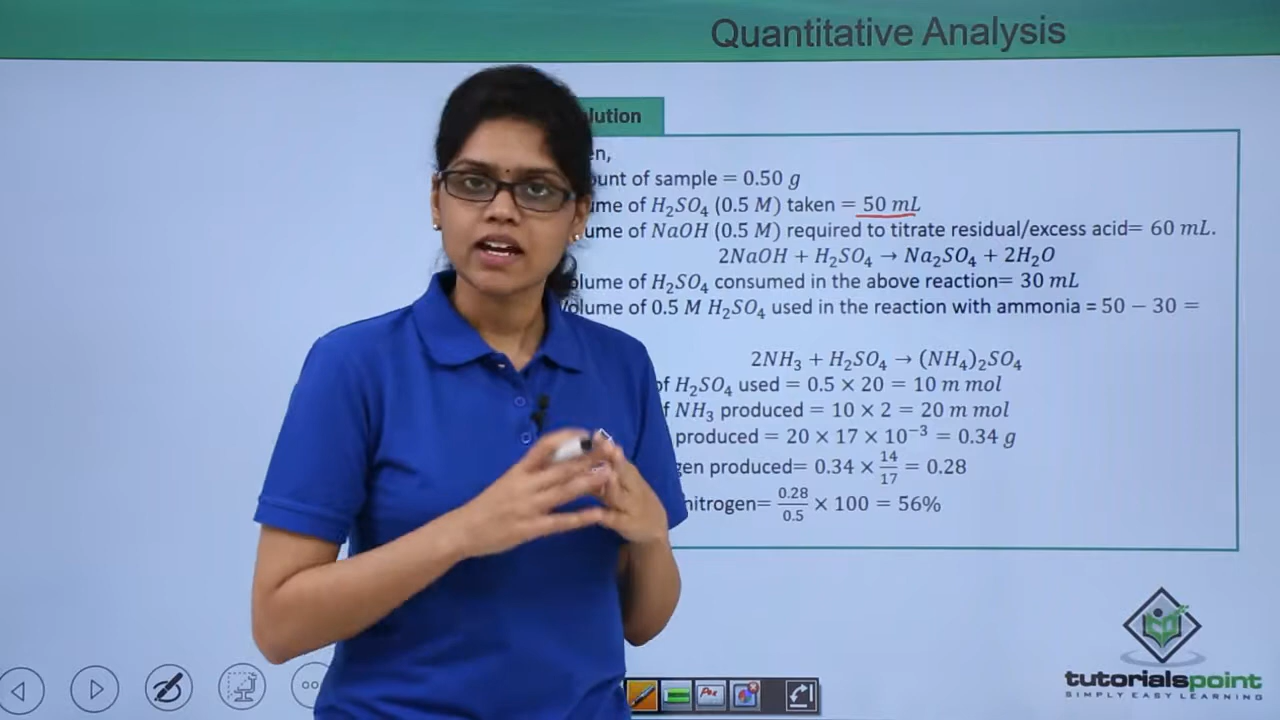 Quantitative Analysis
lution
en,
ount of sample = 0.50 g
ume of H₂SO₄ (0.5 M) taken = 50 mL
ume of NaOH (0.5 M) required to titrate residual/excess acid= 60 mL.
2NaOH + H₂SO₄ → Na₂SO₄ + 2H₂O
olume of H₂SO₄ consumed in the above reaction= 30 mL
Volume of 0.5 M H₂SO₄ used in the reaction with ammonia = 50 − 30 =
2NH₃ + H₂SO₄ → (NH₄)₂SO₄
of H₂SO₄ used = 0.5 × 20 = 10 m mol
f NH₃ produced = 10 × 2 = 20 m mol
produced = 20 × 17 × 10⁻³ = 0.34 g
gen produced= 0.34 × 14/17 = 0.28
nitrogen= 0.28/0.5 × 100 = 56%
tutorialspoint
SIMPLY EASY LEARNING